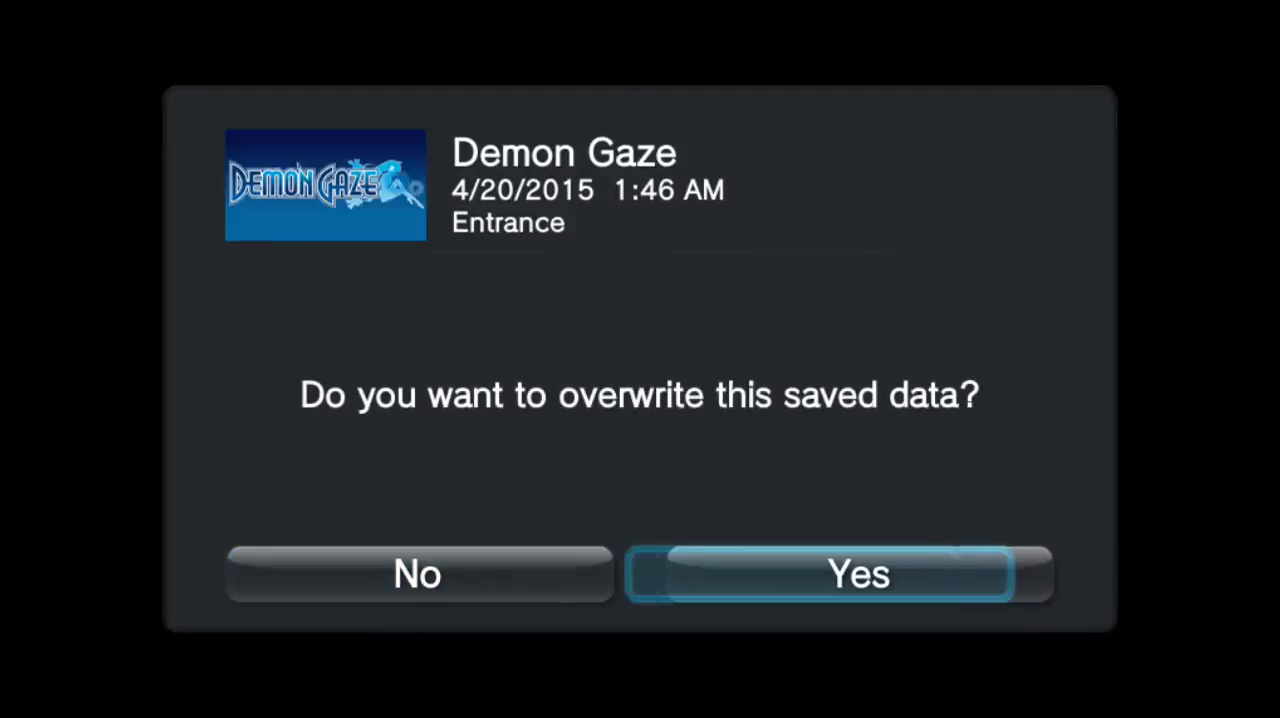 DEMON GAZE
Demon Gaze
4/20/2015 1:46 AM
Entrance
Do you want to overwrite this saved data?
No
Yes